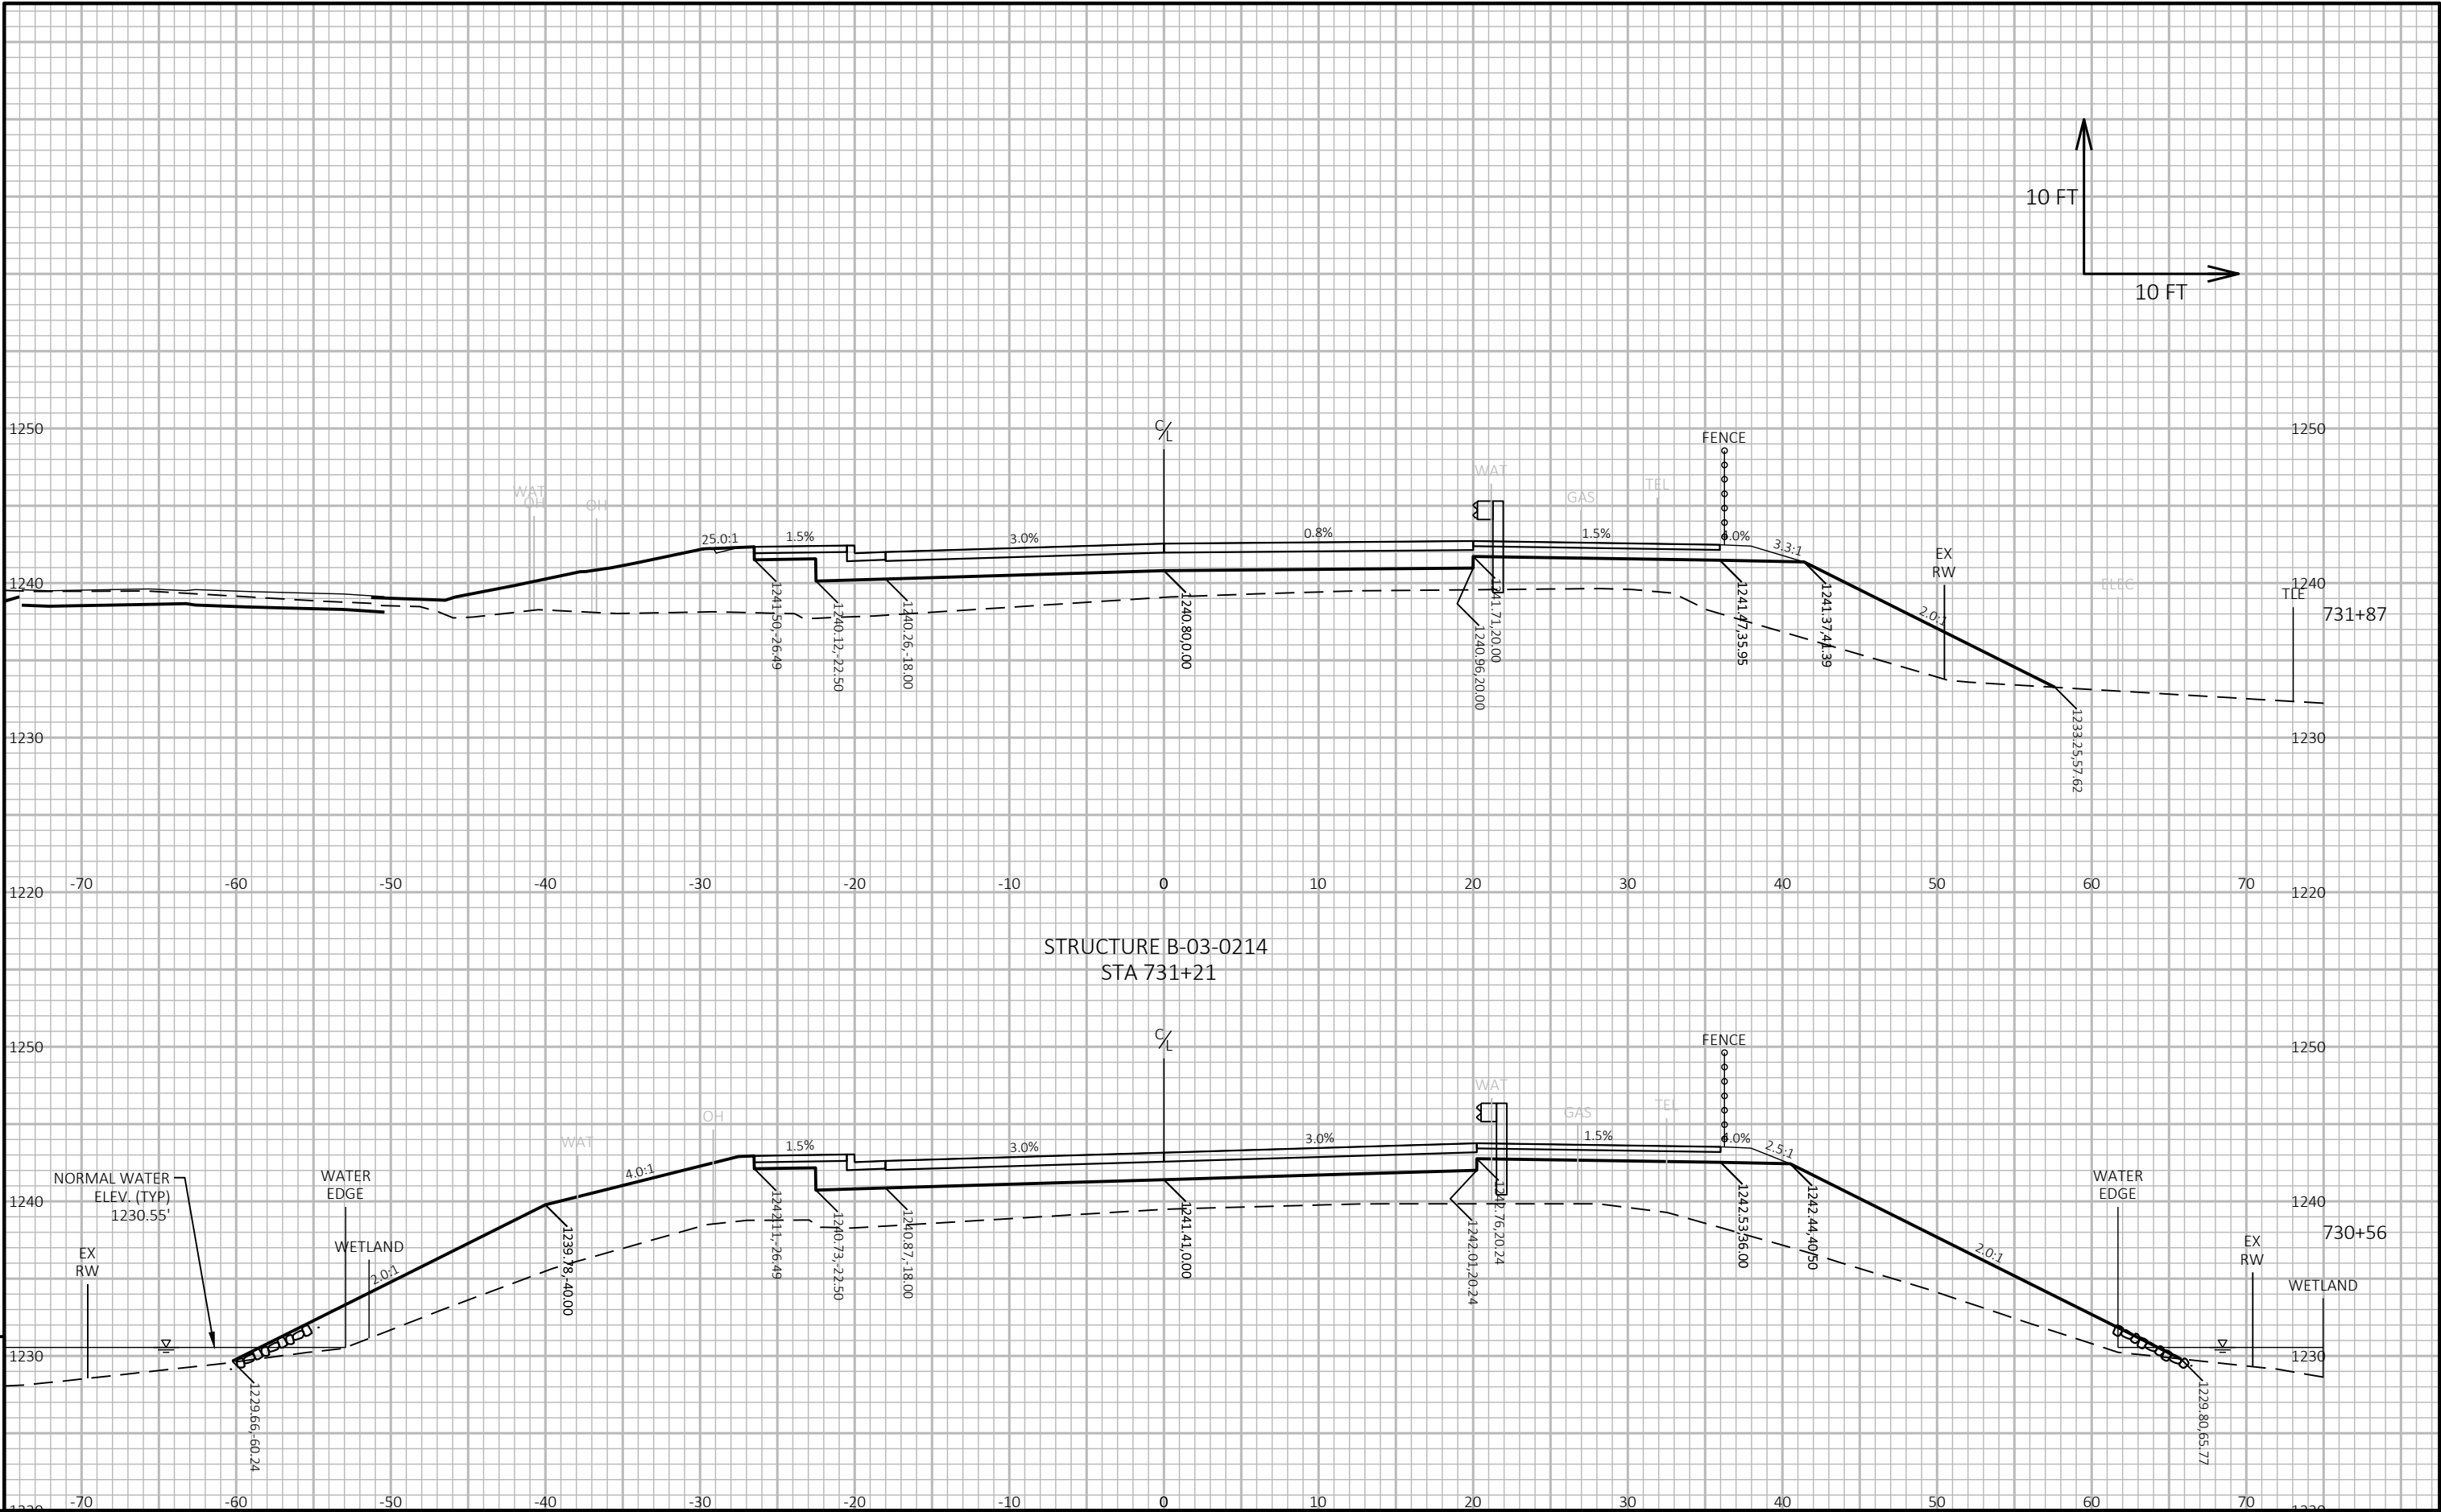 10 FT
10 FT
1250
1250
C/L
FENCE
WAT
WAT
OH
OH
GAS
TEL
25.0:1
1.5%
3.0%
0.8%
1.5%
4.0%
3.3:1
EX
RW
1240
1240
ELEC
TLE
731+87
2.0:1
1241.50,-26.49
1240.12,-22.50
1240.26,-18.00
1240.80,0.00
1240.96,20.00
1241.71,20.00
1241.47,35.95
1241.37,41.39
1233.25,57.62
1230
1230
1220
-70
-60
-50
-40
-30
-20
-10
0
10
20
30
40
50
60
70
1220
STRUCTURE B-03-0214
STA 731+21
1250
1250
C/L
FENCE
WAT
OH
WAT
GAS
TEL
4.0:1
1.5%
3.0%
3.0%
1.5%
4.0%
2.5:1
NORMAL WATER
ELEV. (TYP)
1230.55'
WATER
EDGE
WETLAND
EX
RW
2.0:1
1240
730+56
WATER
EDGE
EX
RW
WETLAND
2.0:1
1229.66,-60.24
1239.78,-40.00
1242.11,-26.49
1240.73,-22.50
1240.87,-18.00
1241.41,0.00
1242.01,20.24
1242.76,20.24
1242.53,36.00
1242.44,40.50
1229.80,65.77
1240
1230
1230
-70
-60
-50
-40
-30
-20
-10
0
10
20
30
40
50
60
70